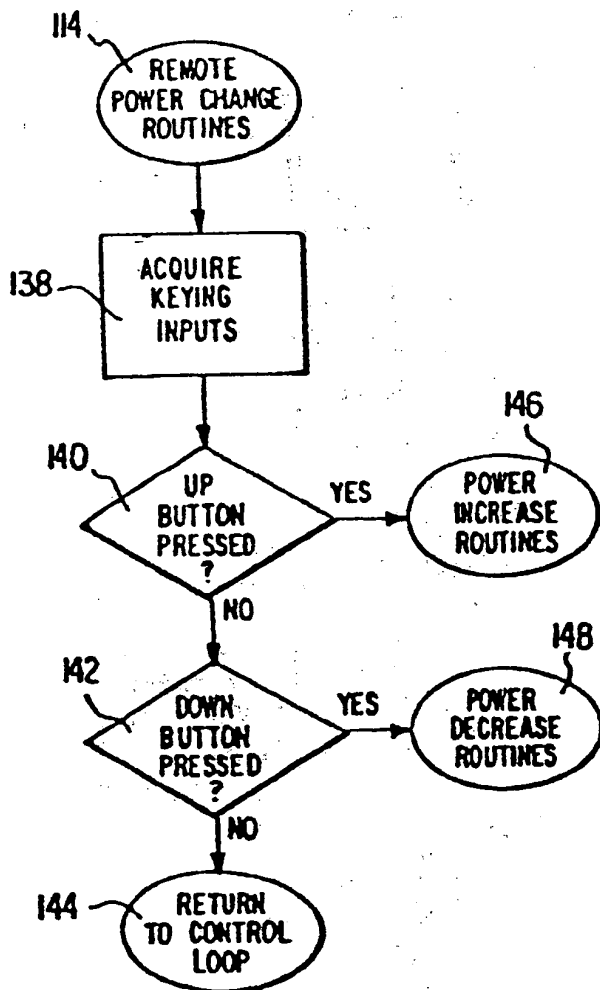 114
REMOTE
POWER CHANGE
ROUTINES
138
ACQUIRE
KEYING
INPUTS
140
UP
BUTTON
PRESSED
?
YES
146
POWER
INCREASE
ROUTINES
NO
142
DOWN
BUTTON
PRESSED
?
YES
148
POWER
DECREASE
ROUTINES
NO
144
RETURN
TO CONTROL
LOOP